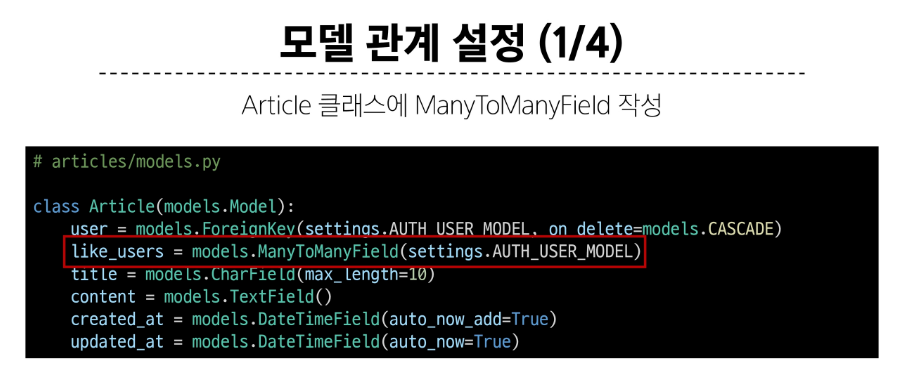 모델 관계 설정 (1/4)
Article 클래스에 ManyToManyField 작성
# articles/models.py
class Article(models.Model):
    user = models.ForeignKey(settings.AUTH_USER_MODEL, on_delete=models.CASCADE)
    like_users = models.ManyToManyField(settings.AUTH_USER_MODEL)
    title = models.CharField(max_length=10)
    content = models.TextField()
    created_at = models.DateTimeField(auto_now_add=True)
    updated_at = models.DateTimeField(auto_now=True)